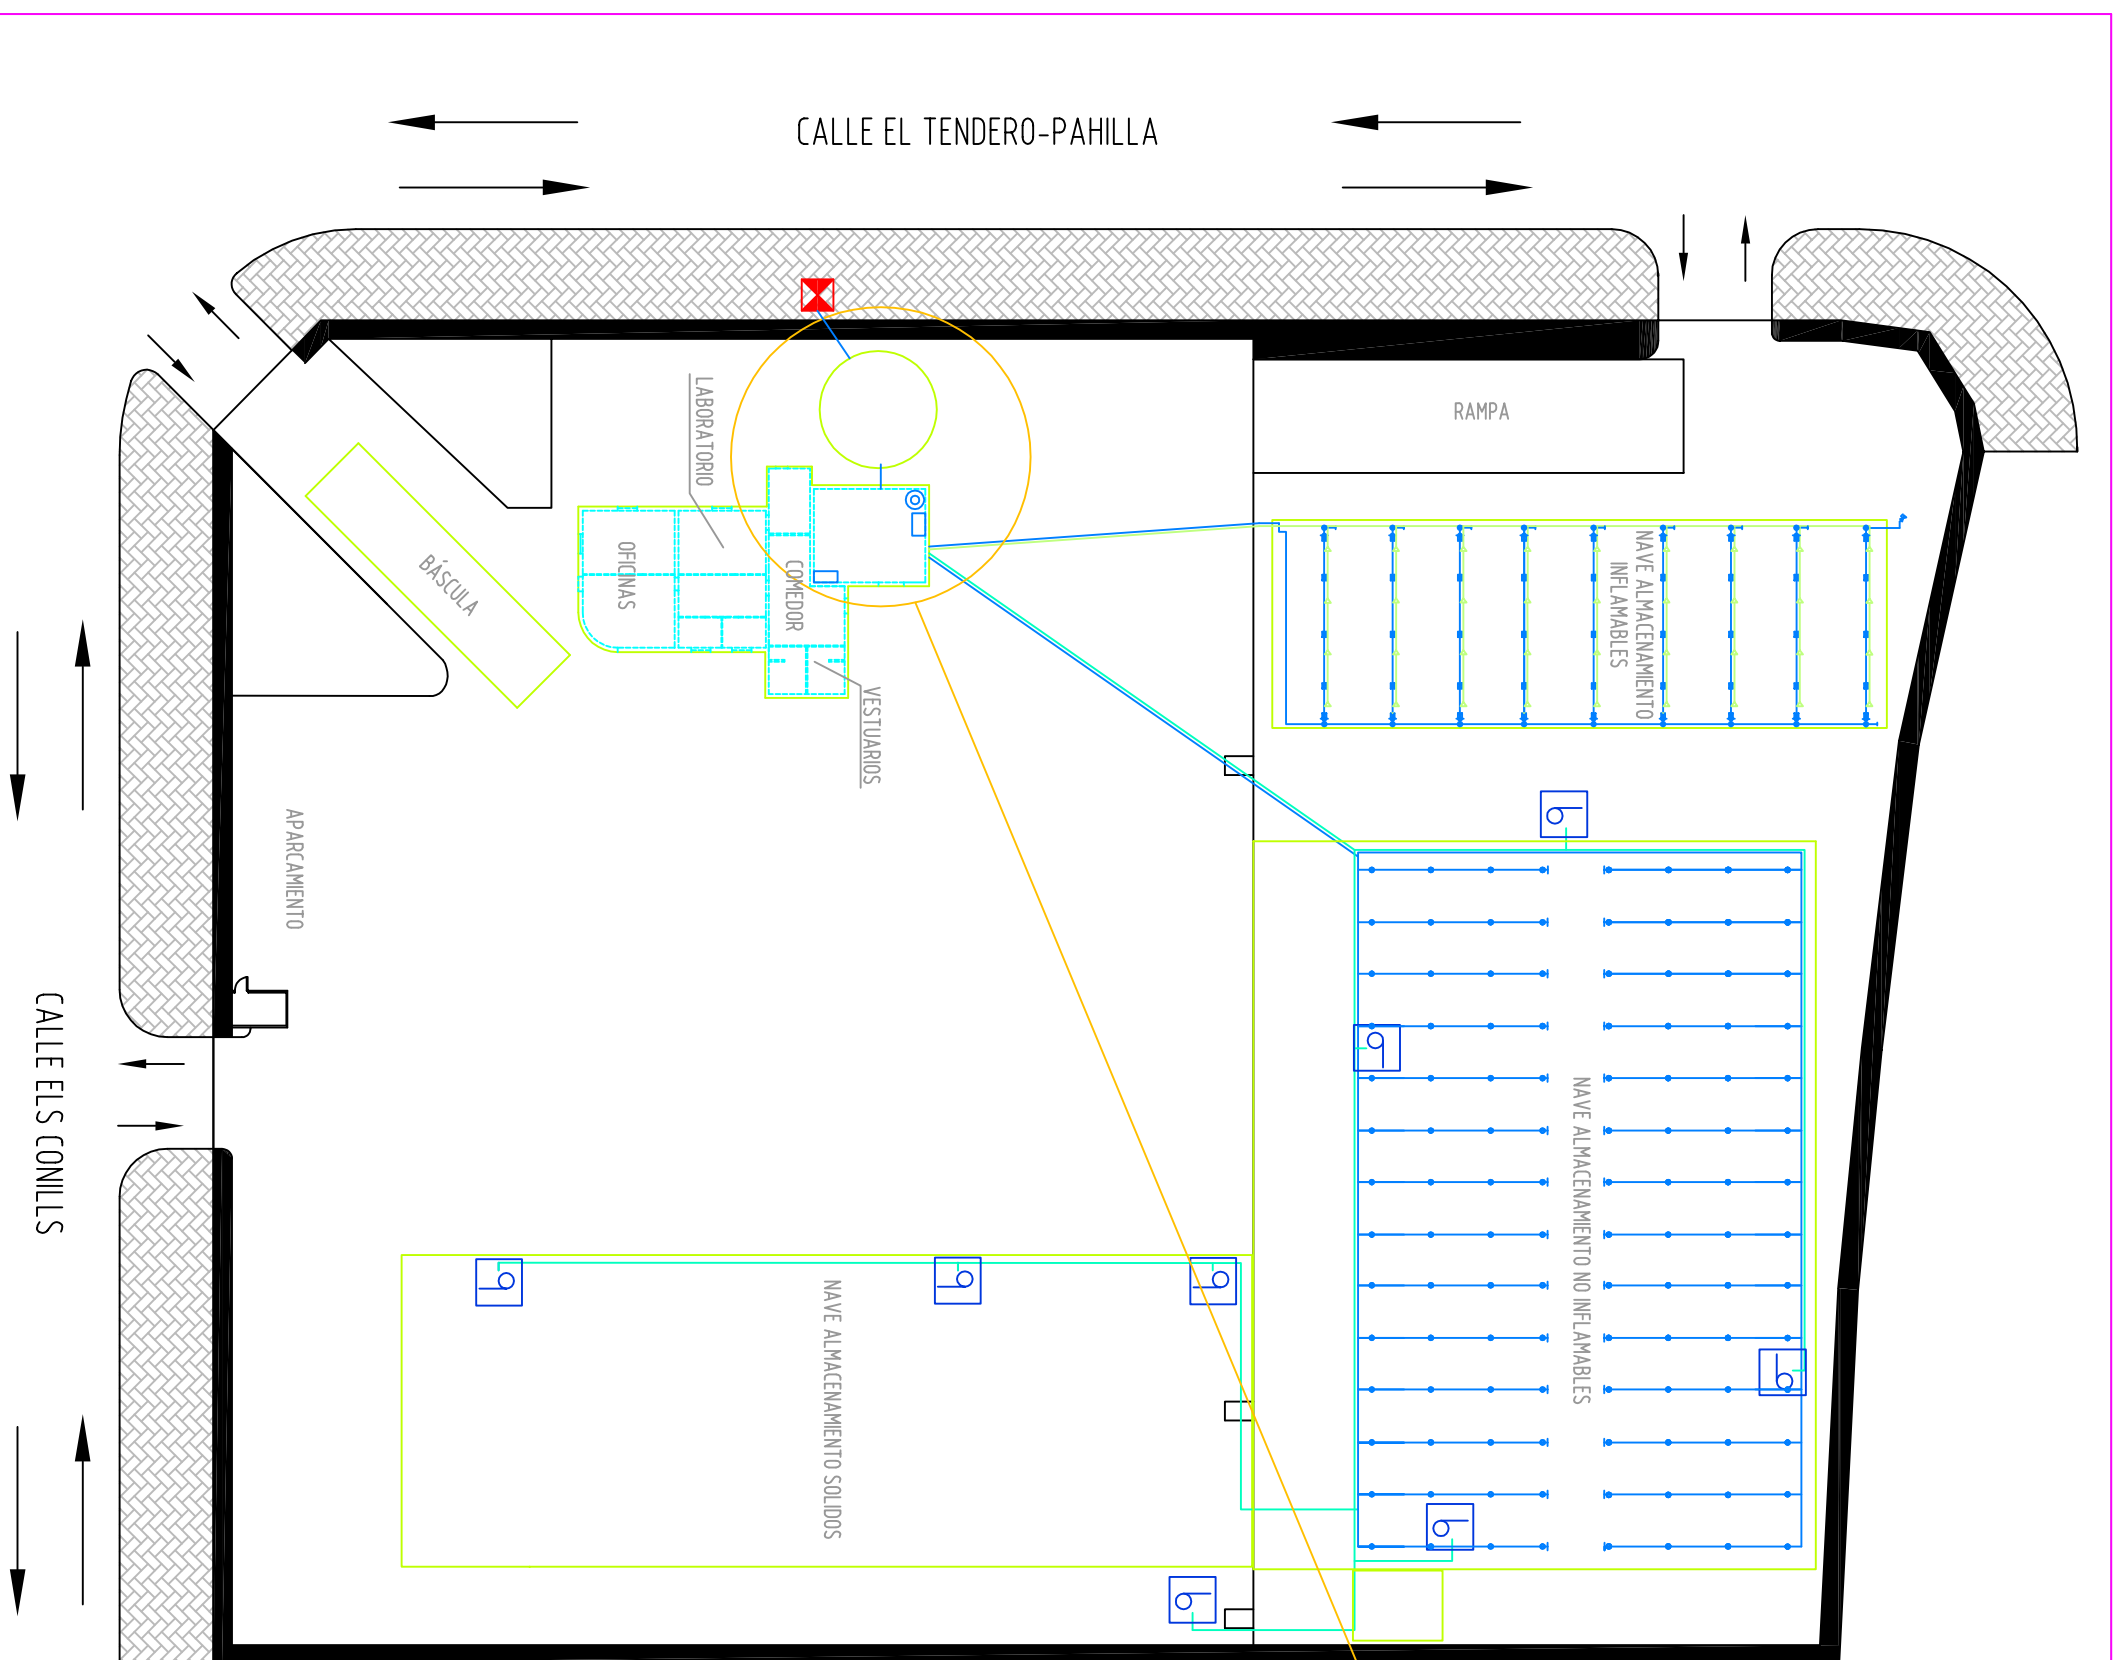 CALLE EL TENDERO-PAHILLA
RAMPA
LABORATORIO
OFICINAS
COMEDOR
VESTUARIOS
BÁSCULA
NAVE ALMACENAMIENTO
INFLAMABLES
APARCAMIENTO
CALLE ELS CONILLS
NAVE ALMACENAMIENTO NO INFLAMABLES
NAVE ALMACENAMIENTO SOLIDOS